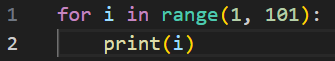 1 for i in range(1, 101):
2     print(i)